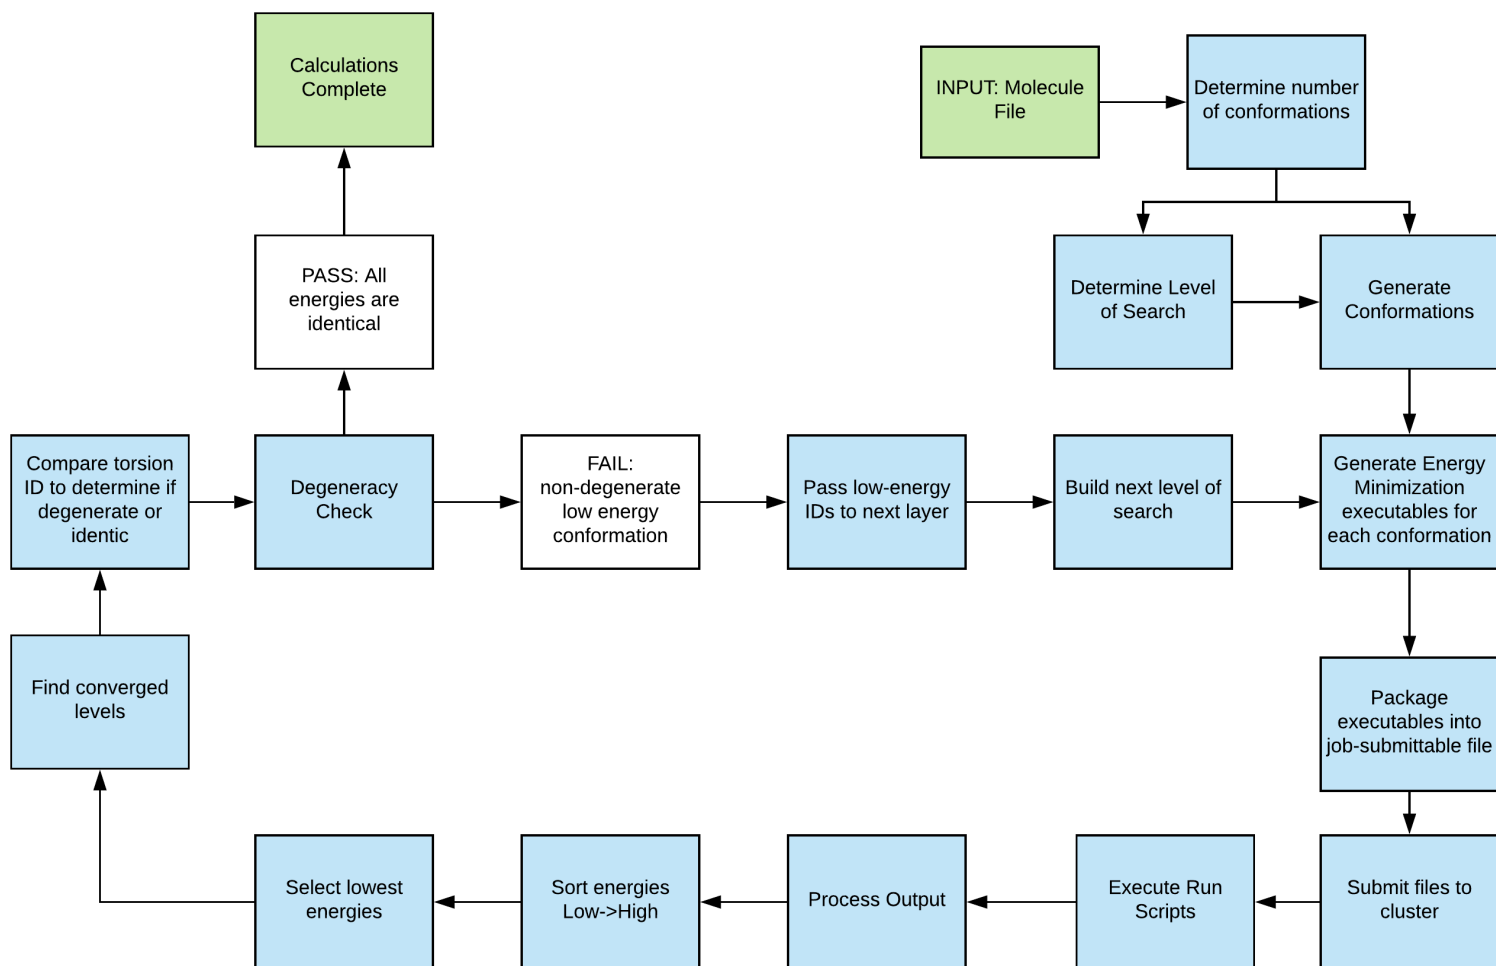 Calculations
Complete
INPUT: Molecule
File
Determine number
of conformations
PASS: All
energies are
identical
Determine Level
of Search
Generate
Conformations
Compare torsion
ID to determine if
degenerate or
identic
Degeneracy
Check
FAIL:
non-degenerate
low energy
conformation
Pass low-energy
IDs to next layer
Build next level of
search
Generate Energy
Minimization
executables for
each conformation
Find converged
levels
Package
executables into
job-submittable file
Select lowest
energies
Sort energies
Low->High
Process Output
Execute Run
Scripts
Submit files to
cluster